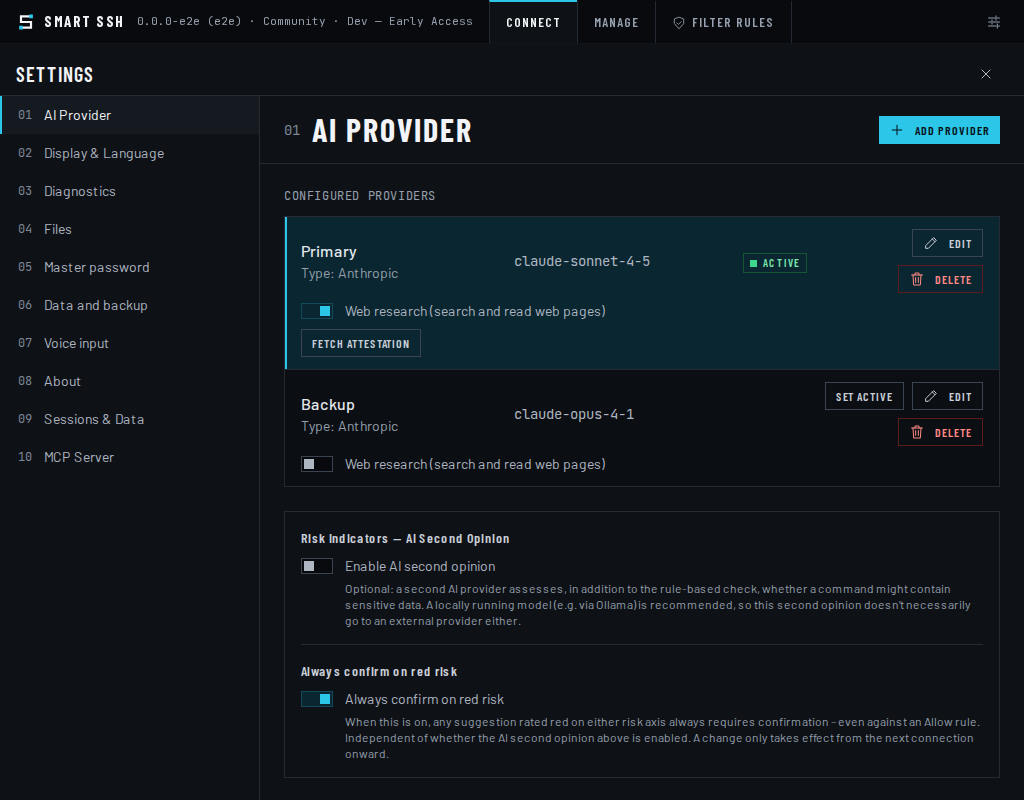 SMART SSH 0.0.0-e2e (e2e) · Community · Dev — Early Access CONNECT MANAGE FILTER RULES
SETTINGS
01 AI Provider
02 Display & Language
03 Diagnostics
04 Files
05 Master password
06 Data and backup
07 Voice input
08 About
09 Sessions & Data
10 MCP Server
01 AI PROVIDER
ADD PROVIDER
CONFIGURED PROVIDERS
Primary
Type: Anthropic
claude-sonnet-4-5
ACTIVE
EDIT
DELETE
Web research (search and read web pages)
FETCH ATTESTATION
Backup
Type: Anthropic
claude-opus-4-1
SET ACTIVE
EDIT
DELETE
Web research (search and read web pages)
Risk Indicators — AI Second Opinion
Enable AI second opinion
Optional: a second AI provider assesses, in addition to the rule-based check, whether a command might contain
sensitive data. A locally running model (e.g. via Ollama) is recommended, so this second opinion doesn't necessarily
go to an external provider either.
Always confirm on red risk
Always confirm on red risk
When this is on, any suggestion rated red on either risk axis always requires confirmation – even against an Allow rule.
Independent of whether the AI second opinion above is enabled. A change only takes effect from the next connection
onward.